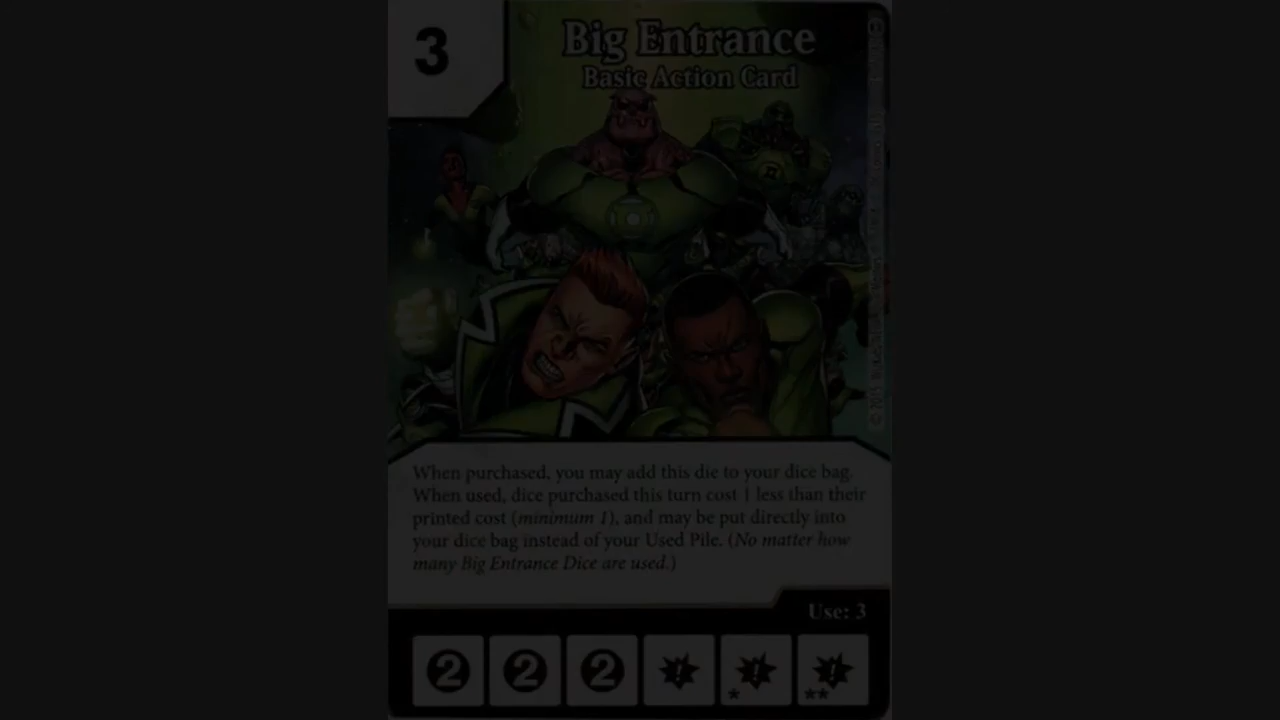 3
Big Entrance
Basic Action Card
When purchased, you may add this die to your dice bag.
When used, dice purchased this turn cost 1 less than their
printed cost (minimum 1), and may be put directly into
your dice bag instead of your Used Pile. (No matter how
many Big Entrance Dice are used.)
Use: 3
2 2 2 ! ! !
* **